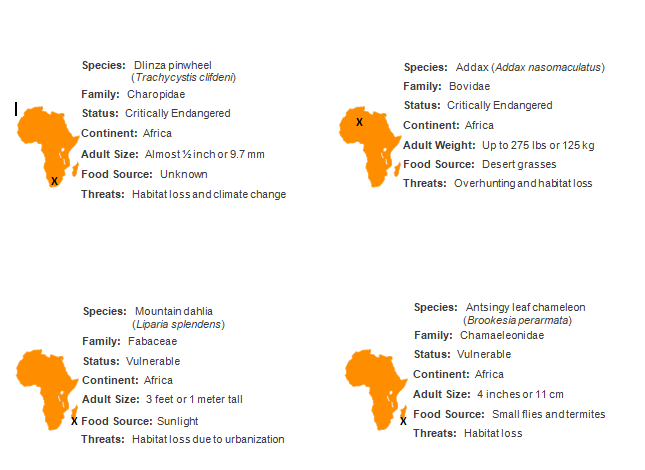 Species: Dlinza pinwheel
(Trachycystis clifdeni)
Family: Charopidae
Status: Critically Endangered
Continent: Africa
Adult Size: Almost ½ inch or 9.7 mm
Food Source: Unknown
Threats: Habitat loss and climate change
X
Species: Addax (Addax nasomaculatus)
Family: Bovidae
Status: Critically Endangered
Continent: Africa
Adult Weight: Up to 275 lbs or 125 kg
Food Source: Desert grasses
Threats: Overhunting and habitat loss
X
Species: Mountain dahlia
(Liparia splendens)
Family: Fabaceae
Status: Vulnerable
Continent: Africa
Adult Size: 3 feet or 1 meter tall
Food Source: Sunlight
Threats: Habitat loss due to urbanization
X
Species: Antsingy leaf chameleon
(Brookesia perarmata)
Family: Chamaeleonidae
Status: Vulnerable
Continent: Africa
Adult Size: 4 inches or 11 cm
Food Source: Small flies and termites
Threats: Habitat loss
X